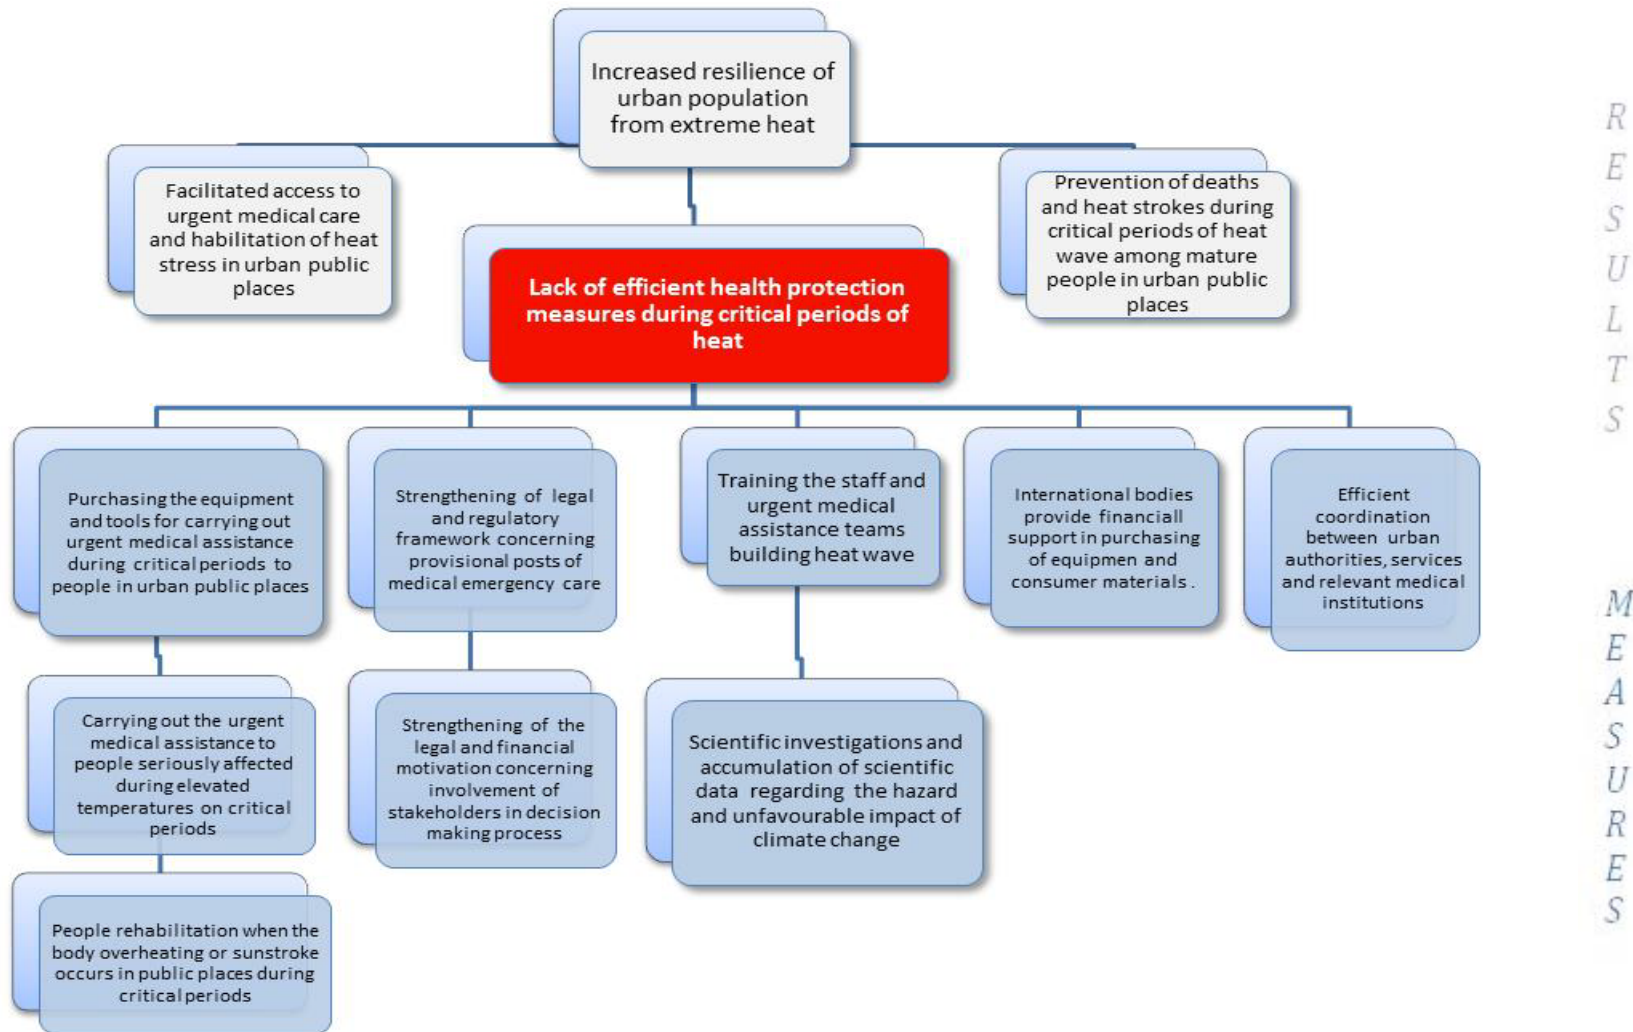 Increased resilience of
urban population
from extreme heat
Facilitated access to
urgent medical care
and habilitation of heat
stress in urban public
places
Prevention of deaths
and heat strokes during
critical periods of heat
wave among mature
people in urban public
places
Lack of efficient health protection
measures during critical periods of
heat
Purchasing the equipment
and tools for carrying out
urgent medical assistance
during critical periods to
people in urban public places
Strengthening of legal
and regulatory
framework concerning
provisional posts of
medical emergency care
Training the staff and
urgent medical
assistance teams
building heat wave
International bodies
provide financiall
support in purchasing
of equipmen and
consumer materials .
Efficient
coordination
between urban
authorities, services
and relevant medical
institutions
Carrying out the urgent
medical assistance to
people seriously affected
during elevated
temperatures on critical
periods
Strengthening of the
legal and financial
motivation concerning
involvement of
stakeholders in decision
making process
Scientific investigations and
accumulation of scientific
data regarding the hazard
and unfavourable impact of
climate change
People rehabilitation when the
body overheating or sunstroke
occurs in public places during
critical periods
R
E
S
U
L
T
S
M
E
A
S
U
R
E
S